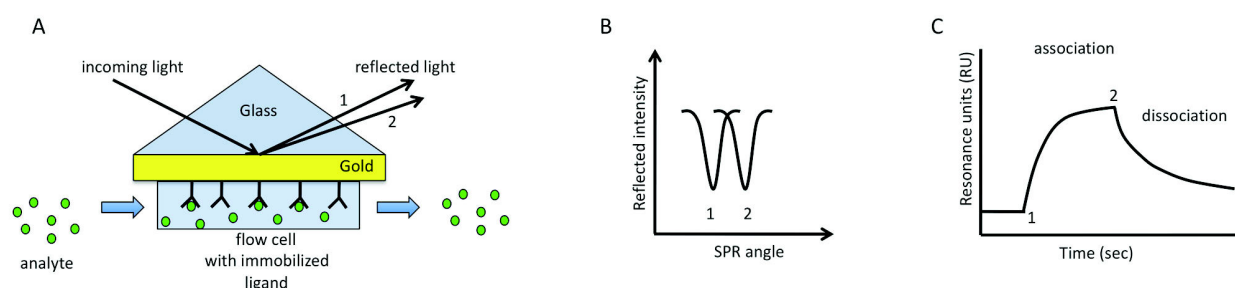 A
incoming light
reflected light
1
2
Glass
Gold
analyte
flow cell
with immobilized
ligand
B
Reflected intensity
1 2
SPR angle
C
Resonance units (RU)
association
2
dissociation
1
Time (sec)